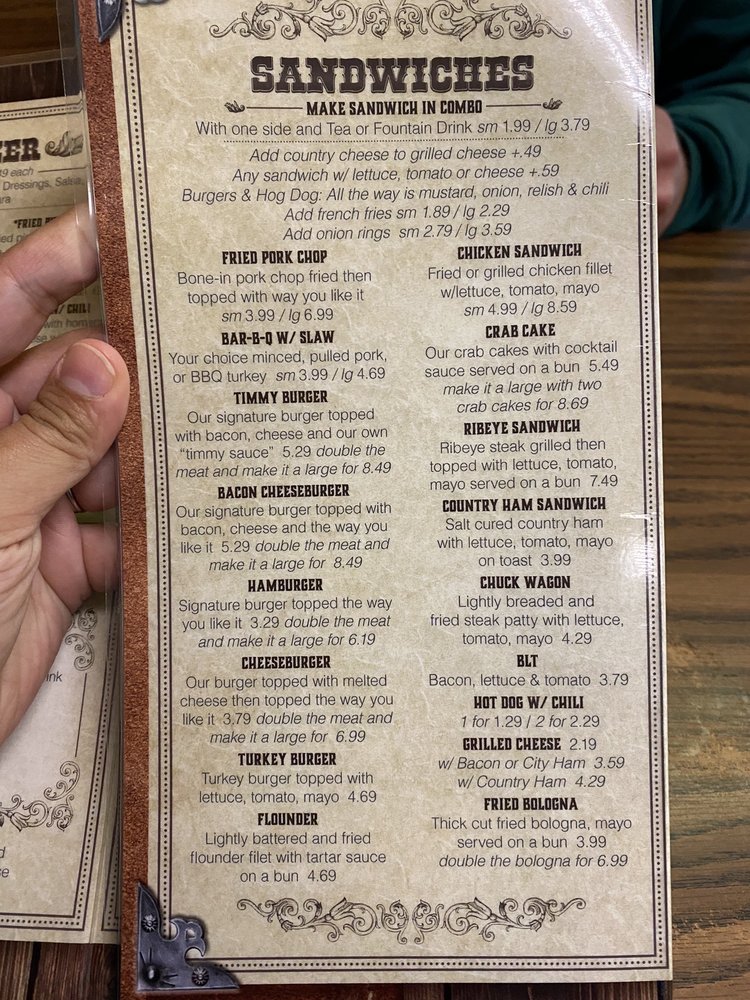 SANDWICHES
MAKE SANDWICH IN COMBO
With one side and Tea or Fountain Drink sm 1.99 / lg 3.79
Add country cheese to grilled cheese +.49
Any sandwich w/ lettuce, tomato or cheese +.59
Burgers & Hog Dog: All the way is mustard, onion, relish & chili
Add french fries sm 1.89 / lg 2.29
Add onion rings sm 2.79 / lg 3.59
FRIED PORK CHOP
Bone-in pork chop fried then
topped with way you like it
sm 3.99 / lg 6.99
BAR-B-Q W/ SLAW
Your choice minced, pulled pork,
or BBQ turkey sm 3.99 / lg 4.69
TIMMY BURGER
Our signature burger topped
with bacon, cheese and our own
"timmy sauce" 5.29 double the
meat and make it a large for 8.49
BACON CHEESEBURGER
Our signature burger topped with
bacon, cheese and the way you
like it 5.29 double the meat and
make it a large for 8.49
HAMBURGER
Signature burger topped the way
you like it 3.29 double the meat
and make it a large for 6.19
CHEESEBURGER
Our burger topped with melted
cheese then topped the way you
like it 3.79 double the meat and
make it a large for 6.99
TURKEY BURGER
Turkey burger topped with
lettuce, tomato, mayo 4.69
FLOUNDER
Lightly battered and fried
flounder filet with tartar sauce
on a bun 4.69
CHICKEN SANDWICH
Fried or grilled chicken fillet
w/lettuce, tomato, mayo
sm 4.99 / lg 8.59
CRAB CAKE
Our crab cakes with cocktail
sauce served on a bun 5.49
make it a large with two
crab cakes for 8.69
RIBEYE SANDWICH
Ribeye steak grilled then
topped with lettuce, tomato,
mayo served on a bun 7.49
COUNTRY HAM SANDWICH
Salt cured country ham
with lettuce, tomato, mayo
on toast 3.99
CHUCK WAGON
Lightly breaded and
fried steak patty with lettuce,
tomato, mayo 4.29
BLT
Bacon, lettuce & tomato 3.79
HOT DOG W/ CHILI
1 for 1.29 / 2 for 2.29
GRILLED CHEESE 2.19
w/ Bacon or City Ham 3.59
w/ Country Ham 4.29
FRIED BOLOGNA
Thick cut fried bologna, mayo
served on a bun 3.99
double the bologna for 6.99
each
Dressings,